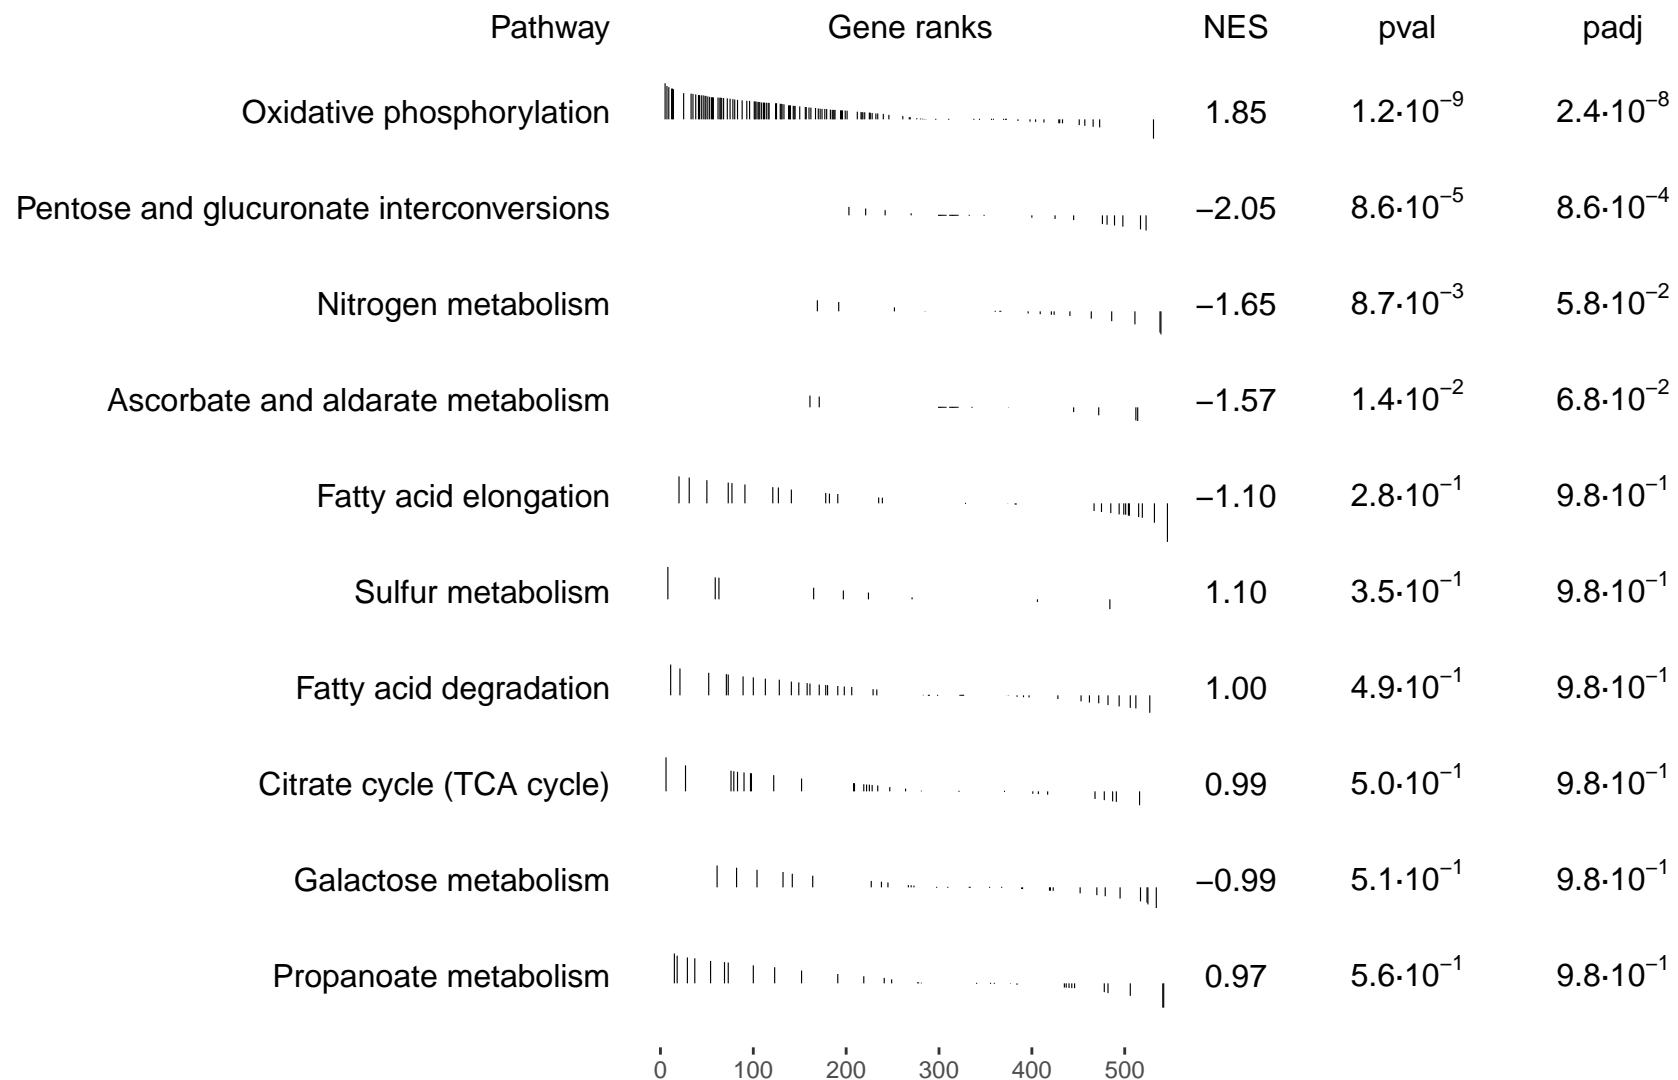 Pathway Gene ranks NES pval padj
Oxidative phosphorylation 1.85 1.2·10⁻⁹ 2.4·10⁻⁸
Pentose and glucuronate interconversions −2.05 8.6·10⁻⁵ 8.6·10⁻⁴
Nitrogen metabolism −1.65 8.7·10⁻³ 5.8·10⁻²
Ascorbate and aldarate metabolism −1.57 1.4·10⁻² 6.8·10⁻²
Fatty acid elongation −1.10 2.8·10⁻¹ 9.8·10⁻¹
Sulfur metabolism 1.10 3.5·10⁻¹ 9.8·10⁻¹
Fatty acid degradation 1.00 4.9·10⁻¹ 9.8·10⁻¹
Citrate cycle (TCA cycle) 0.99 5.0·10⁻¹ 9.8·10⁻¹
Galactose metabolism −0.99 5.1·10⁻¹ 9.8·10⁻¹
Propanoate metabolism 0.97 5.6·10⁻¹ 9.8·10⁻¹
0 100 200 300 400 500